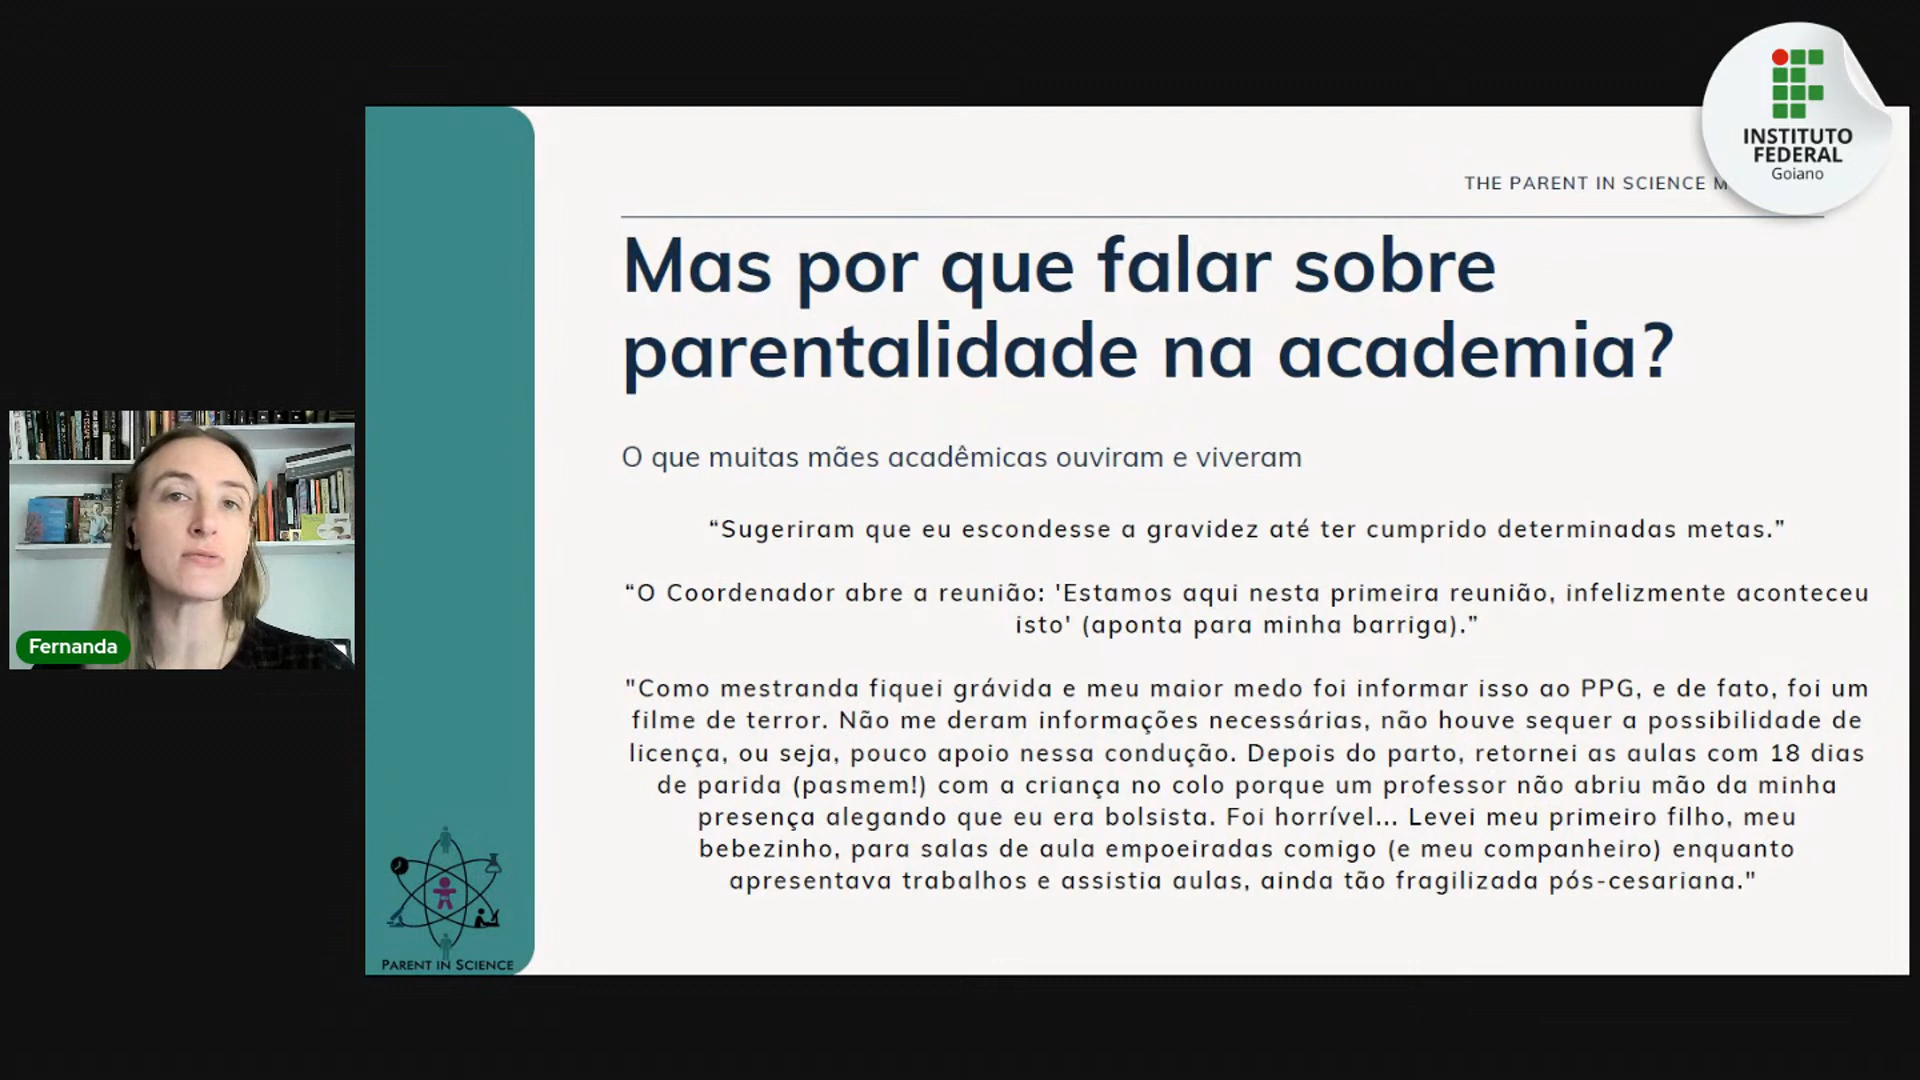 INSTITUTO
FEDERAL
Goiano
THE PARENT IN SCIENCE M
Mas por que falar sobre
parentalidade na academia?
O que muitas mães acadêmicas ouviram e viveram
“Sugeriram que eu escondesse a gravidez até ter cumprido determinadas metas.”
“O Coordenador abre a reunião: 'Estamos aqui nesta primeira reunião, infelizmente aconteceu
isto' (aponta para minha barriga).”
"Como mestranda fiquei grávida e meu maior medo foi informar isso ao PPG, e de fato, foi um
filme de terror. Não me deram informações necessárias, não houve sequer a possibilidade de
licença, ou seja, pouco apoio nessa condução. Depois do parto, retornei as aulas com 18 dias
de parida (pasmem!) com a criança no colo porque um professor não abriu mão da minha
presença alegando que eu era bolsista. Foi horrível... Levei meu primeiro filho, meu
bebezinho, para salas de aula empoeiradas comigo (e meu companheiro) enquanto
apresentava trabalhos e assistia aulas, ainda tão fragilizada pós-cesariana."
Fernanda
PARENT IN SCIENCE